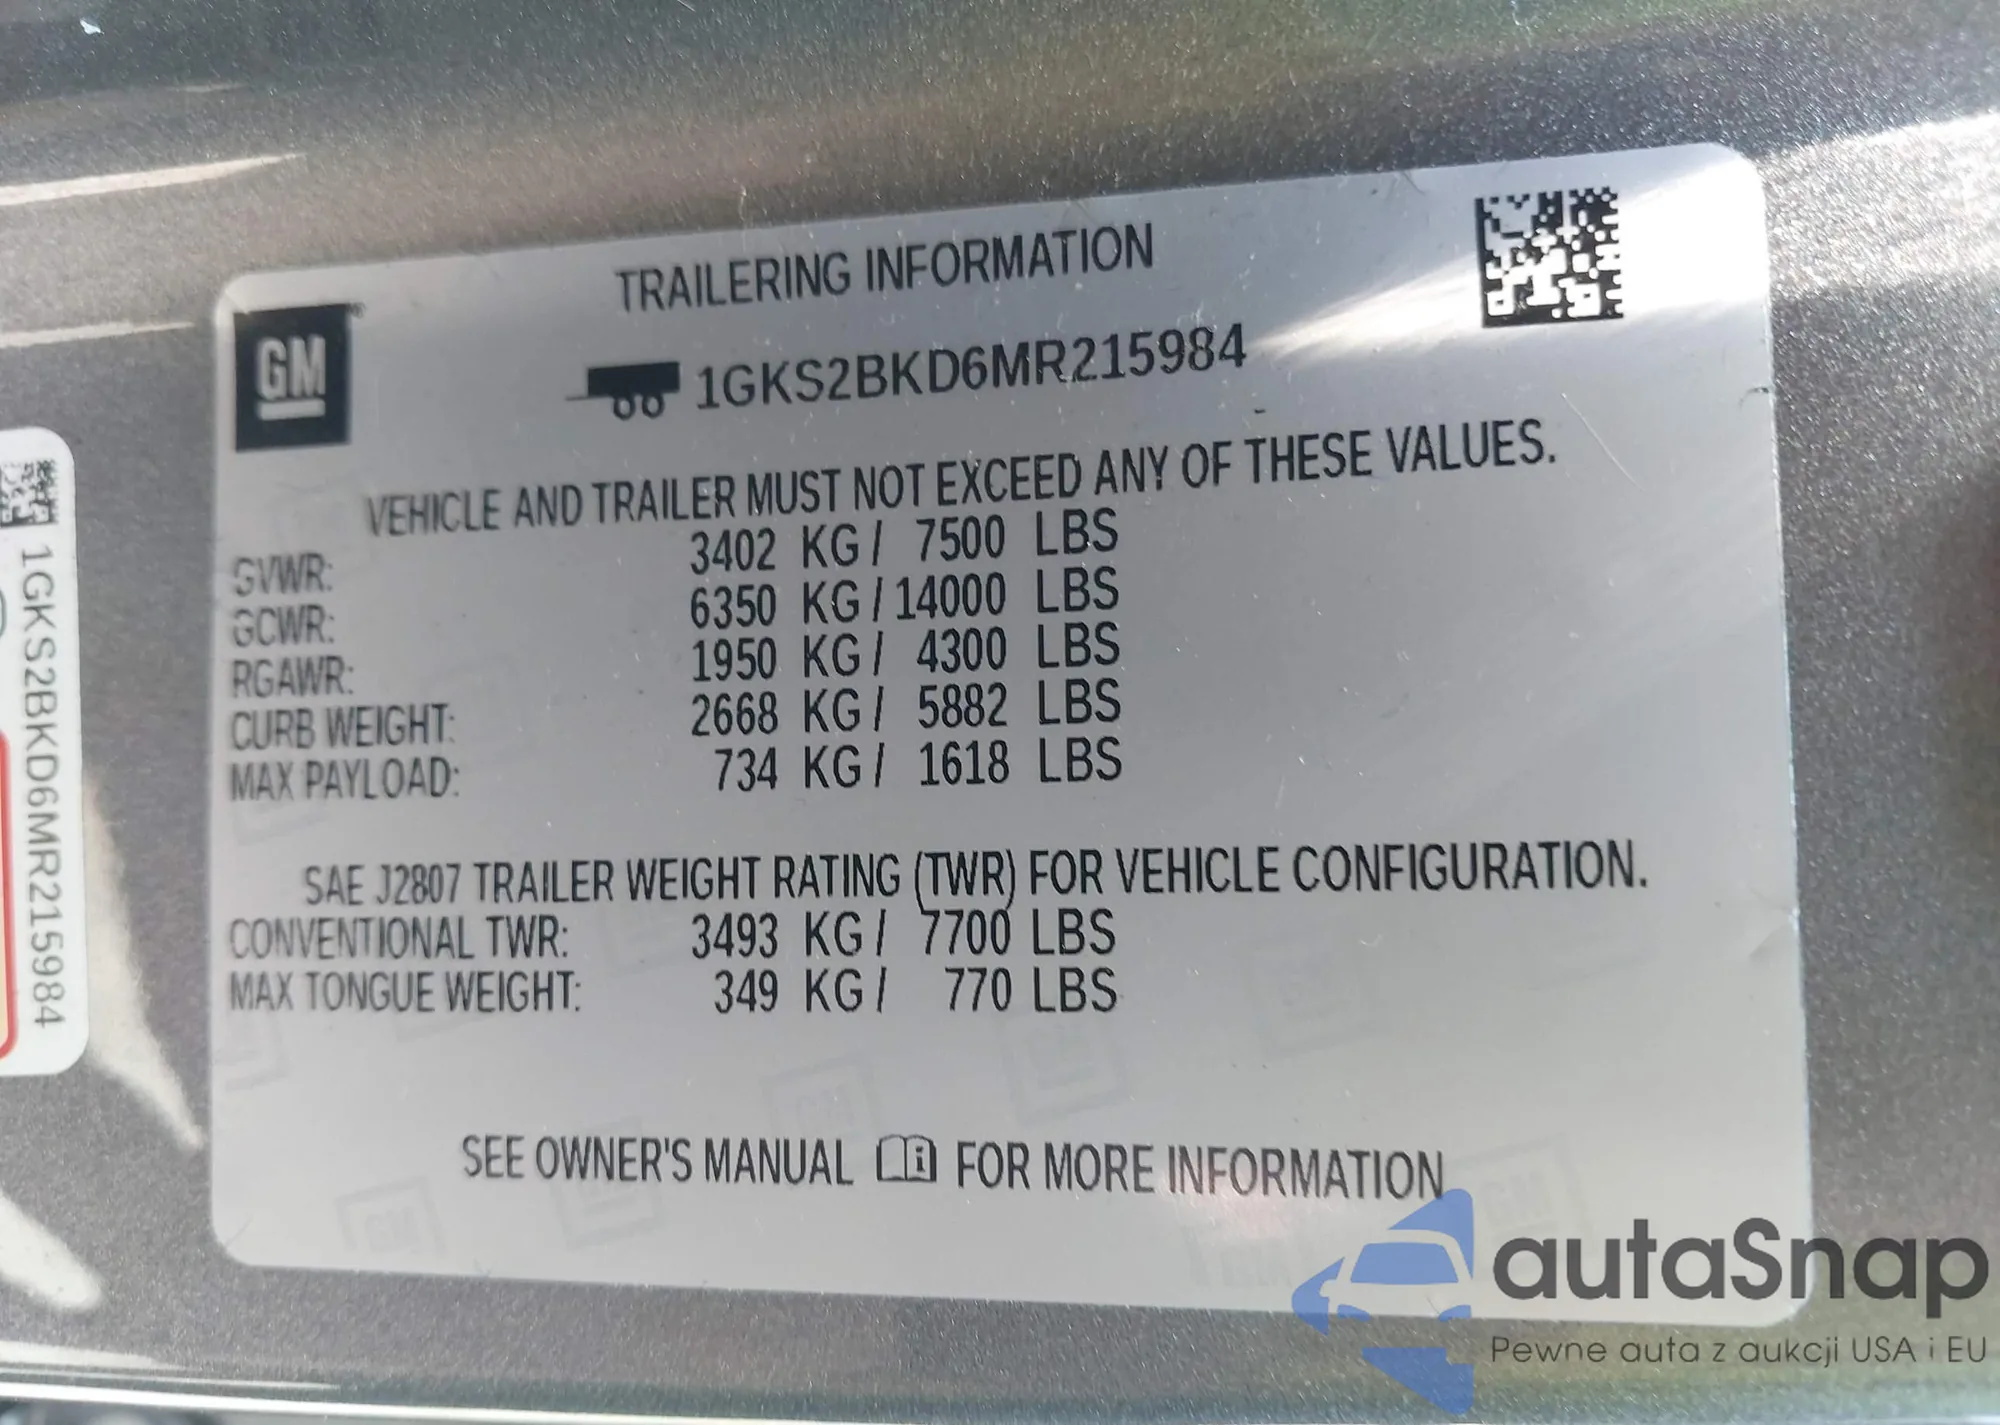 GM
TRAILERING INFORMATION
1GKS2BKD6MR215984
VEHICLE AND TRAILER MUST NOT EXCEED ANY OF THESE VALUES.
GVWR: 3402 KG / 7500 LBS
GCWR: 6350 KG / 14000 LBS
RGAWR: 1950 KG / 4300 LBS
CURB WEIGHT: 2668 KG / 5882 LBS
MAX PAYLOAD: 734 KG / 1618 LBS
SAE J2807 TRAILER WEIGHT RATING (TWR) FOR VEHICLE CONFIGURATION.
CONVENTIONAL TWR: 3493 KG / 7700 LBS
MAX TONGUE WEIGHT: 349 KG / 770 LBS
SEE OWNER'S MANUAL FOR MORE INFORMATION
1GKS2BKD6MR215984
autaSnap
Pewne auta z aukcji USA i EU